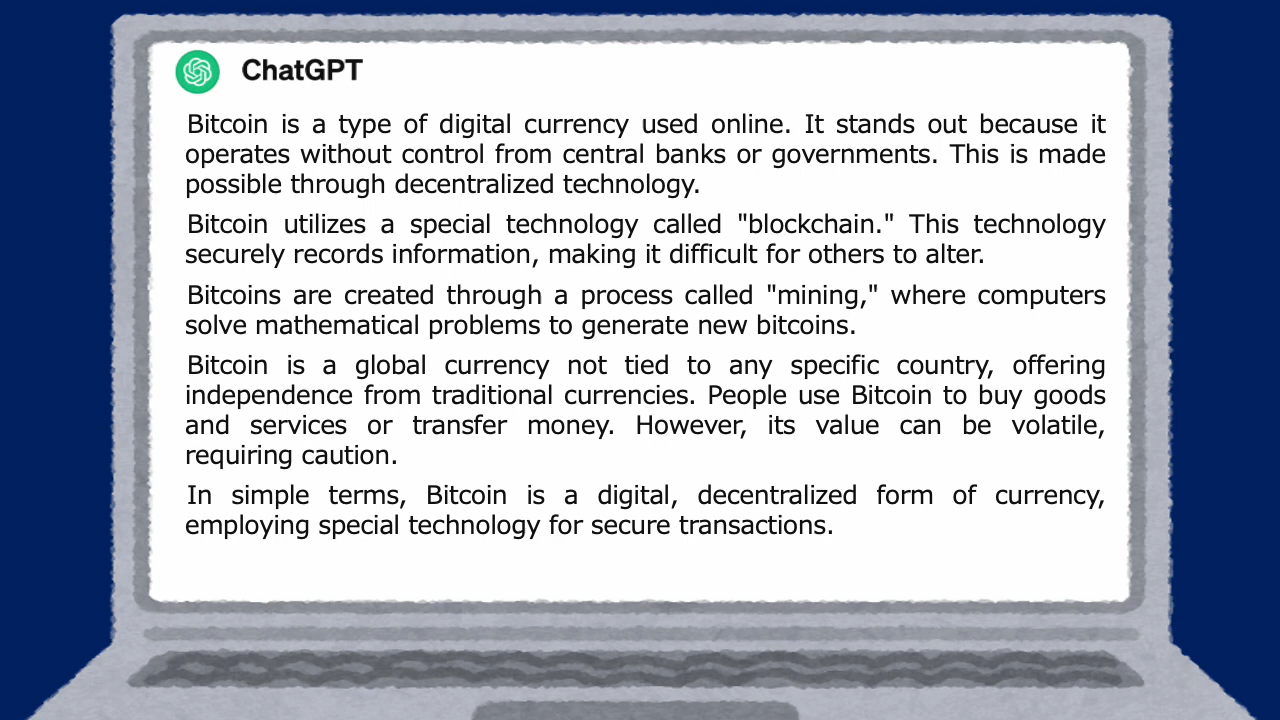 ChatGPT
Bitcoin is a type of digital currency used online. It stands out because it
operates without control from central banks or governments. This is made
possible through decentralized technology.
Bitcoin utilizes a special technology called "blockchain." This technology
securely records information, making it difficult for others to alter.
Bitcoins are created through a process called "mining," where computers
solve mathematical problems to generate new bitcoins.
Bitcoin is a global currency not tied to any specific country, offering
independence from traditional currencies. People use Bitcoin to buy goods
and services or transfer money. However, its value can be volatile,
requiring caution.
In simple terms, Bitcoin is a digital, decentralized form of currency,
employing special technology for secure transactions.